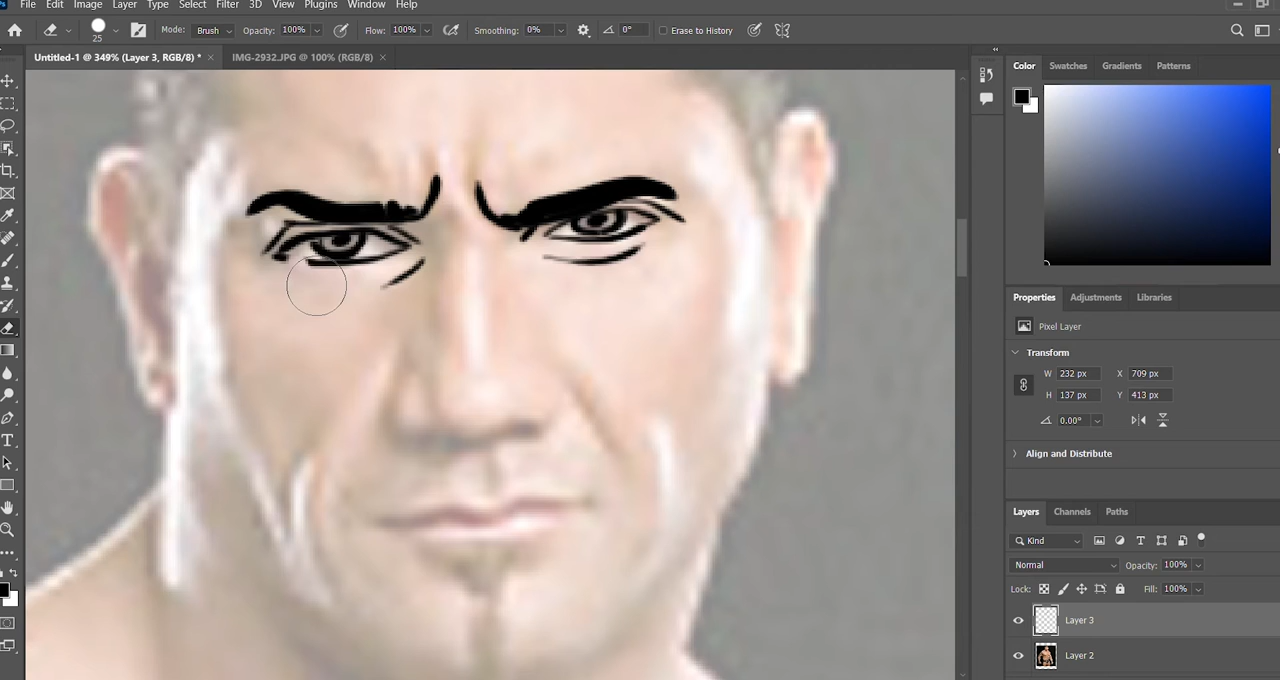 File Edit Image Layer Type Select Filter 3D View Plugins Window Help
25 Mode: Brush Opacity: 100% Flow: 100% Smoothing: 0% 0° Erase to History
Untitled-1 @ 349% (Layer 3, RGB/8) * × IMG-2932.JPG @ 100% (RGB/8) ×
Color Swatches Gradients Patterns
Properties Adjustments Libraries
Pixel Layer
Transform
W 232 px X 709 px
H 137 px Y 413 px
0.00°
Align and Distribute
Layers Channels Paths
Kind
Normal Opacity: 100%
Lock: Fill: 100%
Layer 3
Layer 2